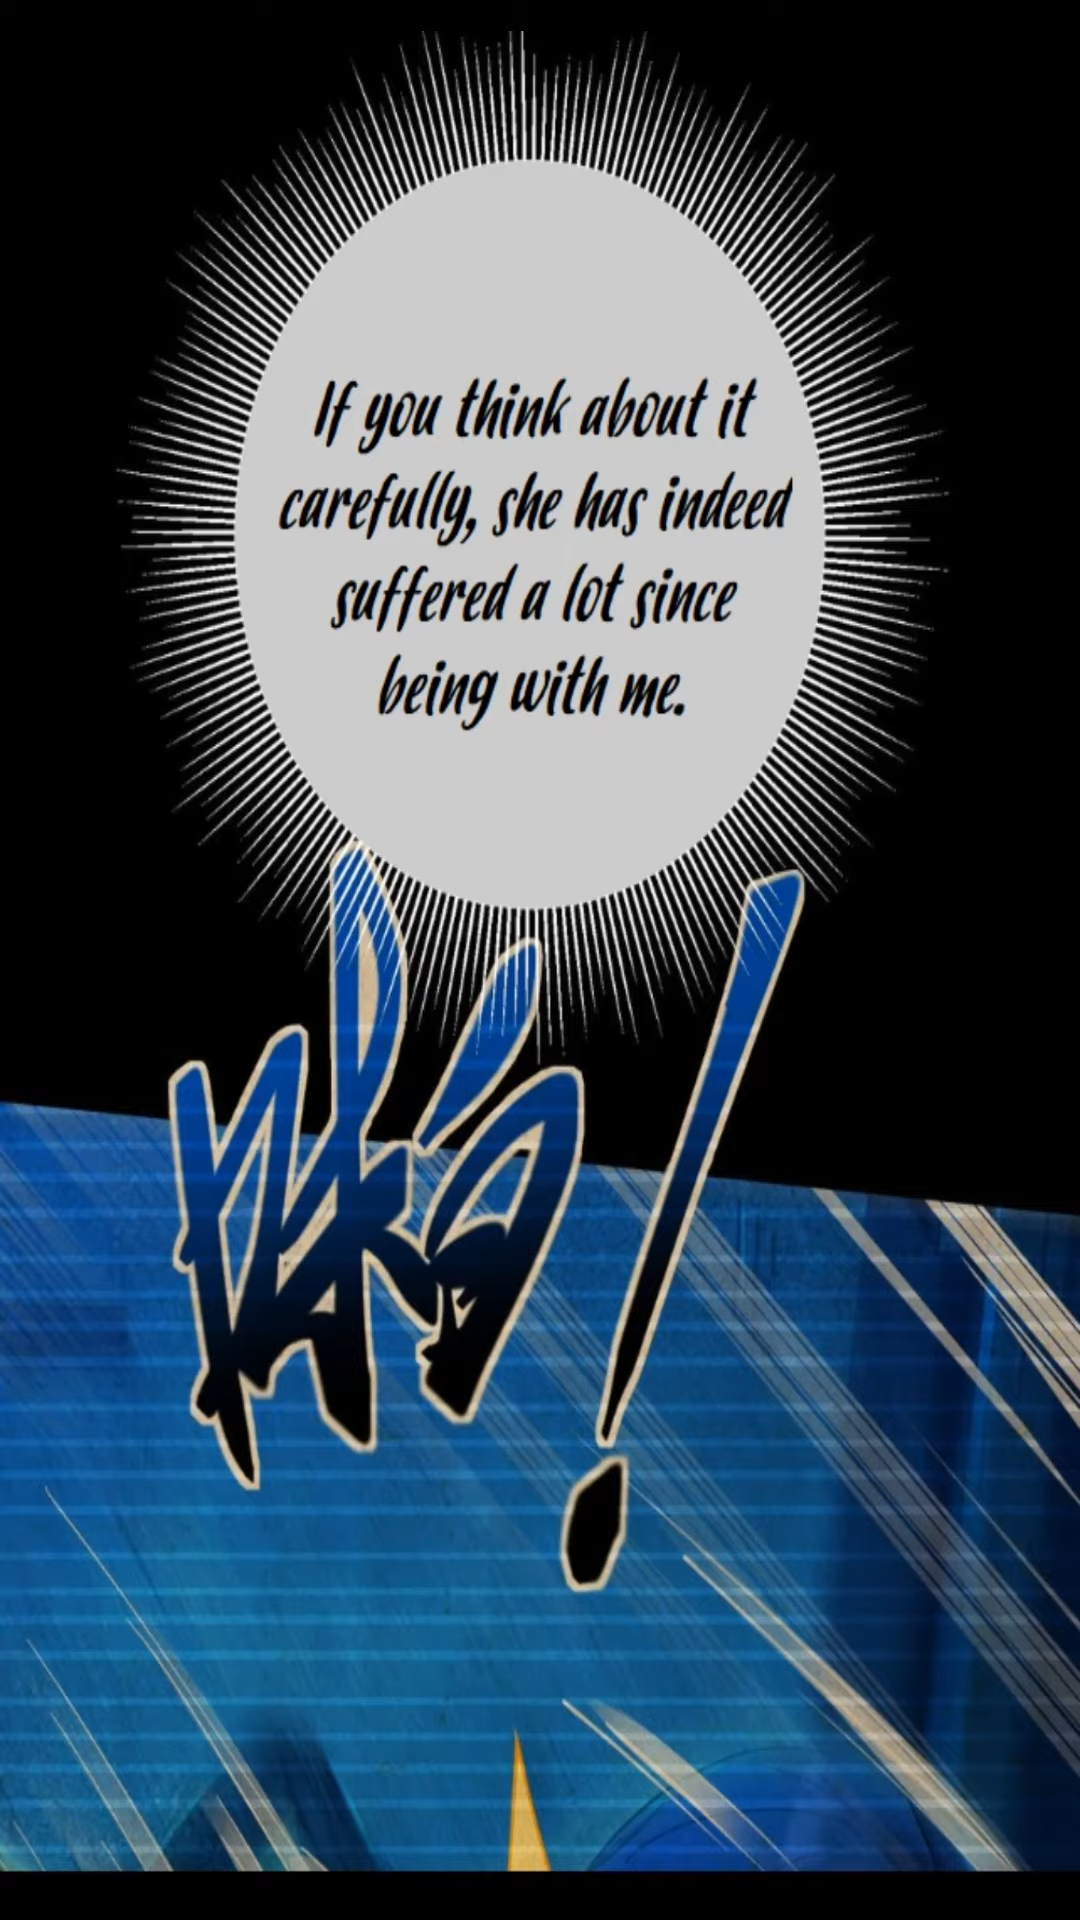 If you think about it
carefully, she has indeed
suffered a lot since
being with me.